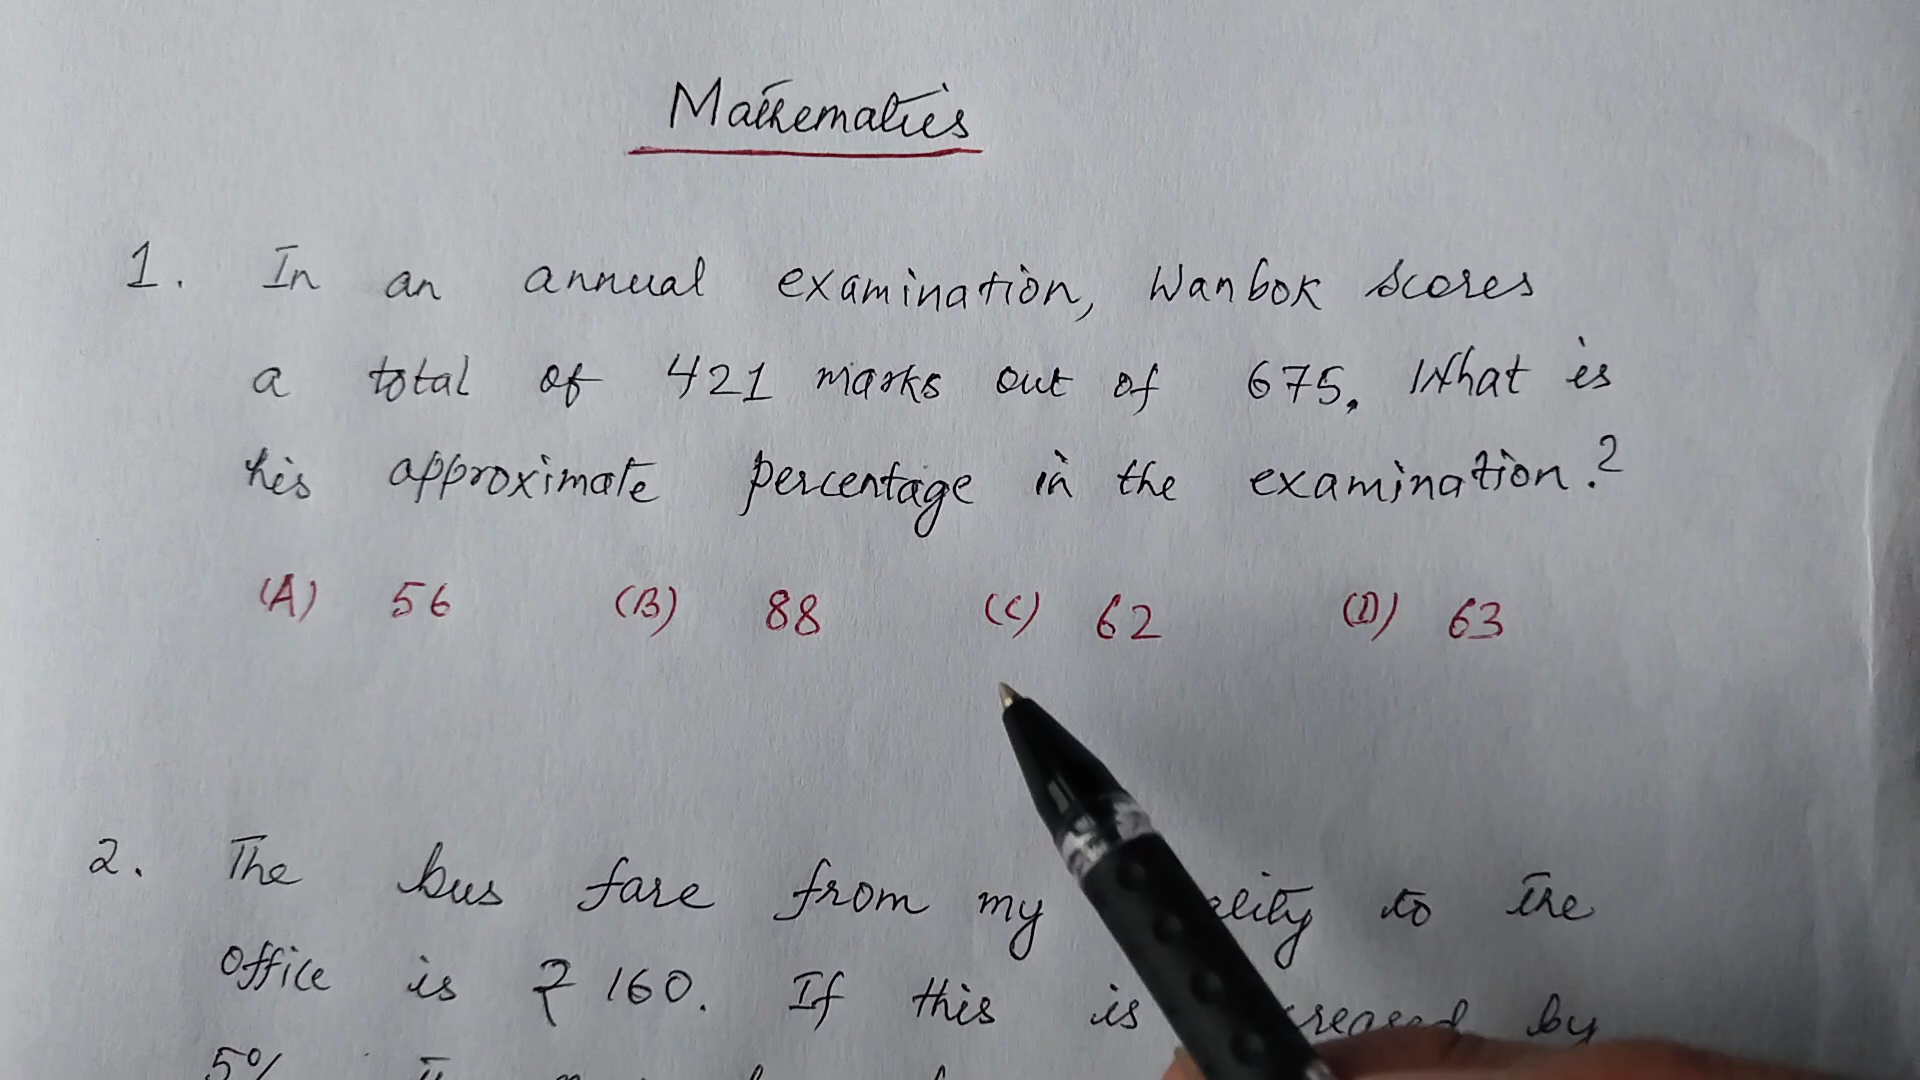 Mathematics
1. In an annual examination, Wanbok scores
a total of 421 marks out of 675. What is
his approximate percentage in the examination.?
(A) 56 (B) 88 (C) 62 (D) 63
2. The bus fare from my to the
office is ₹ 160. If this is by
5%